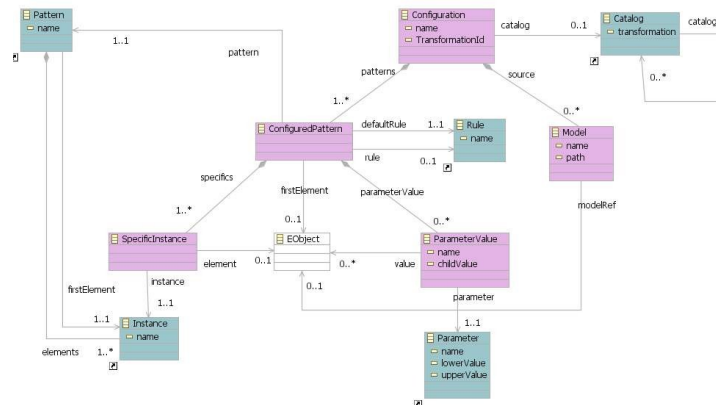 Pattern
name
1..1
pattern
Configuration
name
TransformationId
catalog
0..1
Catalog
transformation
catalog
patterns
source
0..*
1..*
0..*
ConfiguredPattern
defaultRule
1..1
rule
0..1
Rule
name
Model
name
path
specifics
firstElement
parameterValue
modelRef
1..*
0..1
0..*
SpecificInstance
element
0..1
EObject
0..*
value
ParameterValue
name
childValue
instance
0..1
firstElement
parameter
1..1
1..1
1..1
Instance
name
elements
1..*
Parameter
name
lowerValue
upperValue